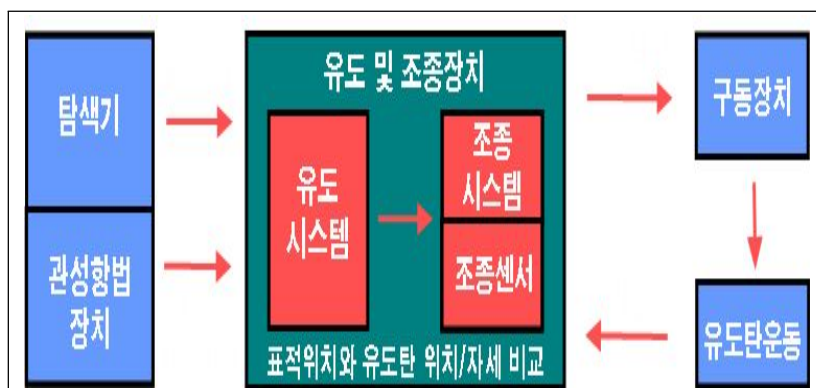 탐색기
관성항법
장치
유도 및 조종장치
유도
시스템
조종
시스템
조종센서
표적위치와 유도탄 위치/자세 비교
구동장치
유도탄운동